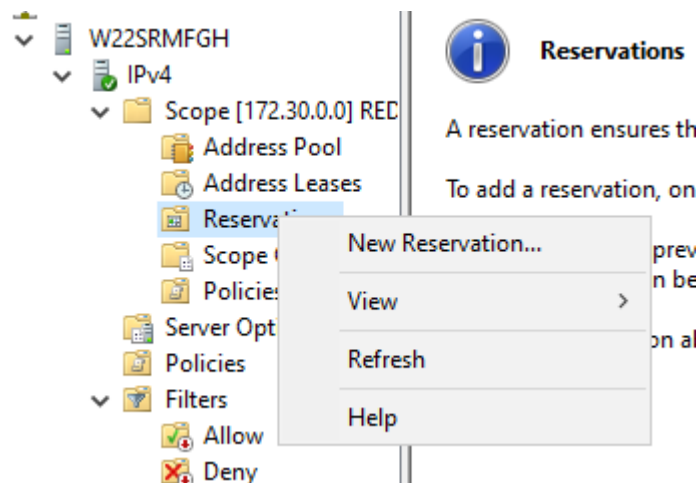 W22SRMFGH
IPv4
Scope [172.30.0.0] RED
Address Pool
Address Leases
Scope
Policies
Server Opt
Policies
Filters
Allow
Deny
New Reservation...
View
Refresh
Help
Reservations
A reservation ensures th
To add a reservation, on
prev
n be
on al